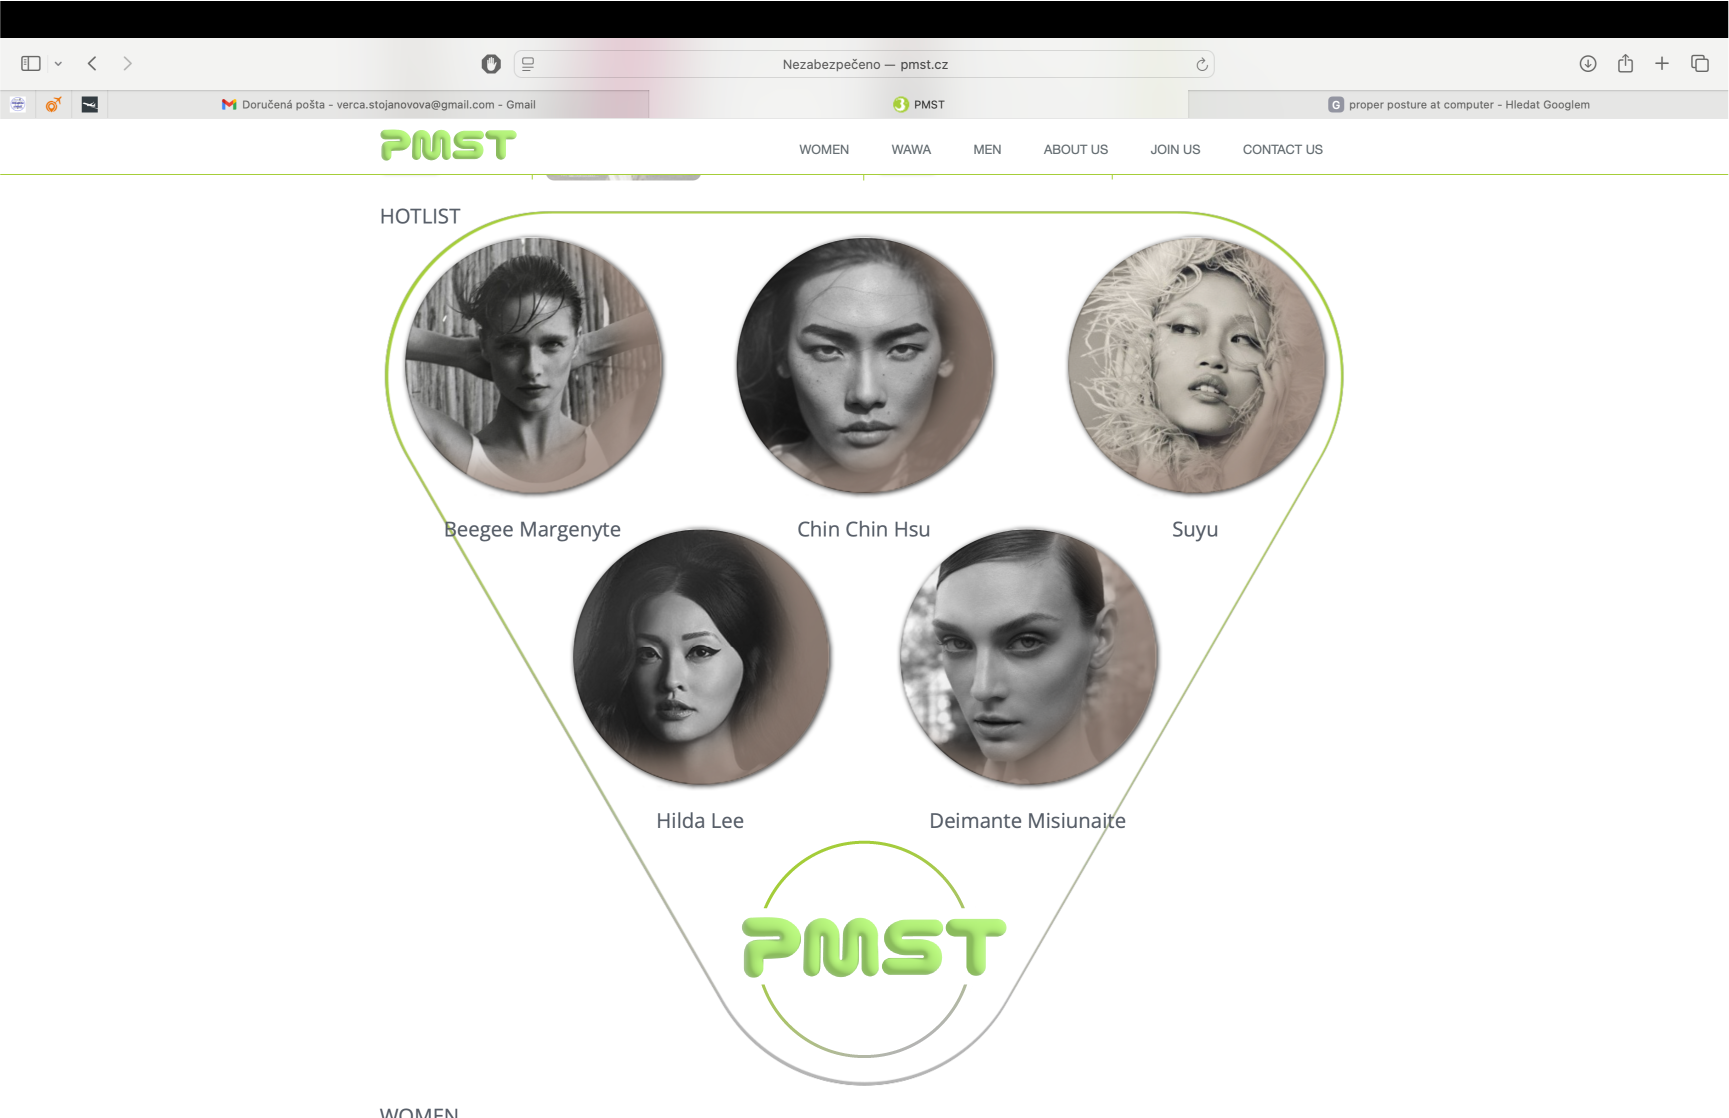 Nezabezpečeno — pmst.cz
Doručená pošta - verca.stojanovova@gmail.com - Gmail
3 PMST
G proper posture at computer - Hledat Googlem
PMST
WOMEN WAWA MEN ABOUT US JOIN US CONTACT US
HOTLIST
Beegee Margenyte
Chin Chin Hsu
Suyu
Hilda Lee
Deimante Misiunaite
PMST
WOMEN